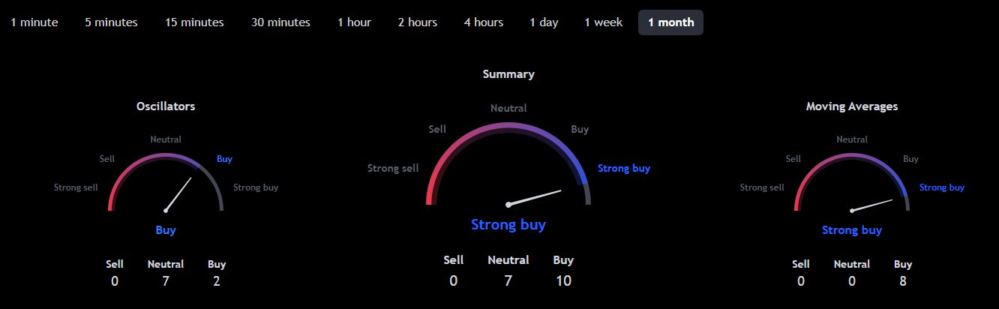 1 minute 5 minutes 15 minutes 30 minutes 1 hour 2 hours 4 hours 1 day 1 week 1 month
Oscillators
Neutral
Sell Buy
Strong sell Strong buy
Buy
Sell Neutral Buy
0 7 2
Summary
Neutral
Sell Buy
Strong sell Strong buy
Strong buy
Sell Neutral Buy
0 7 10
Moving Averages
Neutral
Sell Buy
Strong sell Strong buy
Strong buy
Sell Neutral Buy
0 0 8